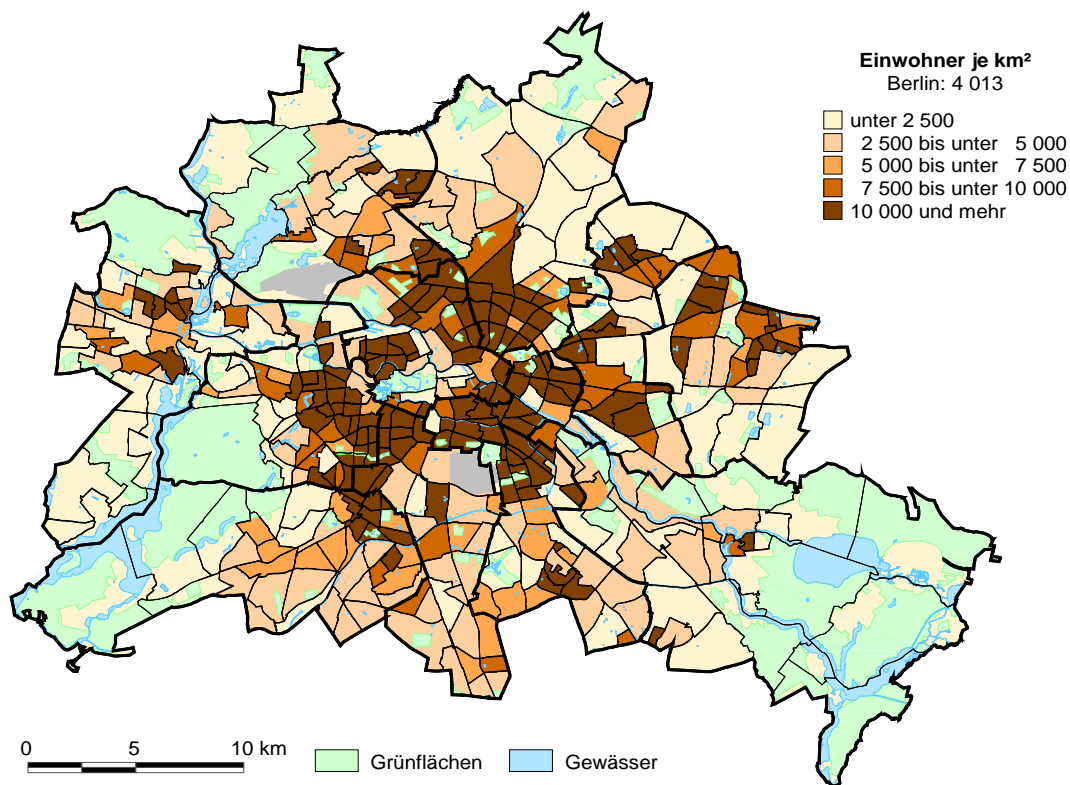 Einwohner je km²
Berlin: 4 013
unter 2 500
2 500 bis unter 5 000
5 000 bis unter 7 500
7 500 bis unter 10 000
10 000 und mehr
0 5 10 km
Grünflächen Gewässer